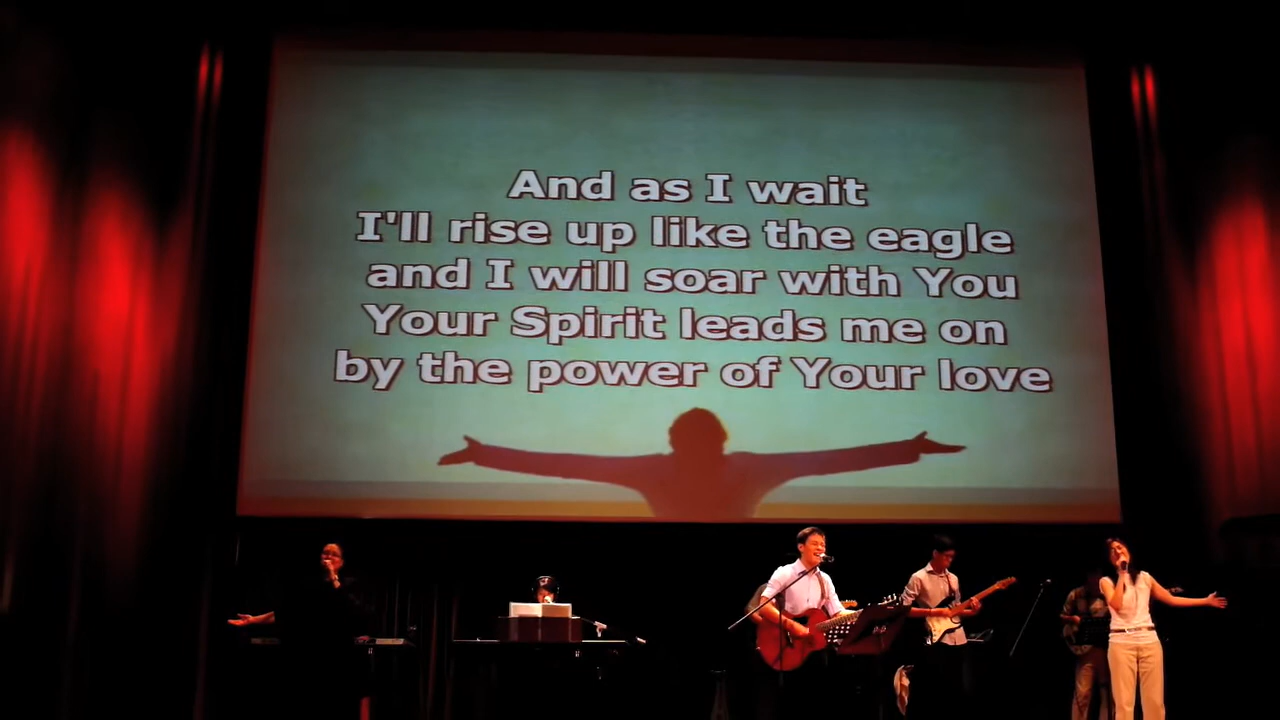 And as I wait
I'll rise up like the eagle
and I will soar with You
Your Spirit leads me on
by the power of Your love